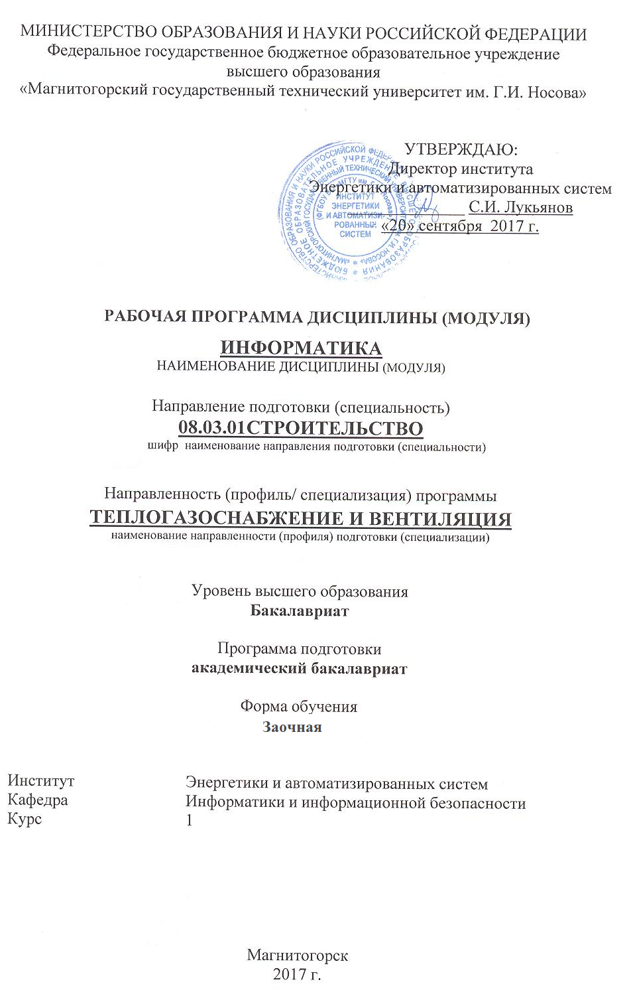 МИНИСТЕРСТВО ОБРАЗОВАНИЯ И НАУКИ РОССИЙСКОЙ ФЕДЕРАЦИИ
Федеральное государственное бюджетное образовательное учреждение
высшего образования
«Магнитогорский государственный технический университет им. Г.И. Носова»
УТВЕРЖДАЮ:
Директор института
Энергетики и автоматизированных систем
С.И. Лукьянов
«20» сентября 2017 г.
ИНСТИТУТ
ЭНЕРГЕТИКИ
И АВТОМАТИЗИ-
РОВАННЫХ
СИСТЕМ
РАБОЧАЯ ПРОГРАММА ДИСЦИПЛИНЫ (МОДУЛЯ)
ИНФОРМАТИКА
НАИМЕНОВАНИЕ ДИСЦИПЛИНЫ (МОДУЛЯ)
Направление подготовки (специальность)
08.03.01СТРОИТЕЛЬСТВО
шифр наименование направления подготовки (специальности)
Направленность (профиль/ специализация) программы
ТЕПЛОГАЗОСНАБЖЕНИЕ И ВЕНТИЛЯЦИЯ
наименование направленности (профиля) подготовки (специализации)
Уровень высшего образования
Бакалавриат
Программа подготовки
академический бакалавриат
Форма обучения
Заочная
Институт Энергетики и автоматизированных систем
Кафедра Информатики и информационной безопасности
Курс 1
Магнитогорск
2017 г.